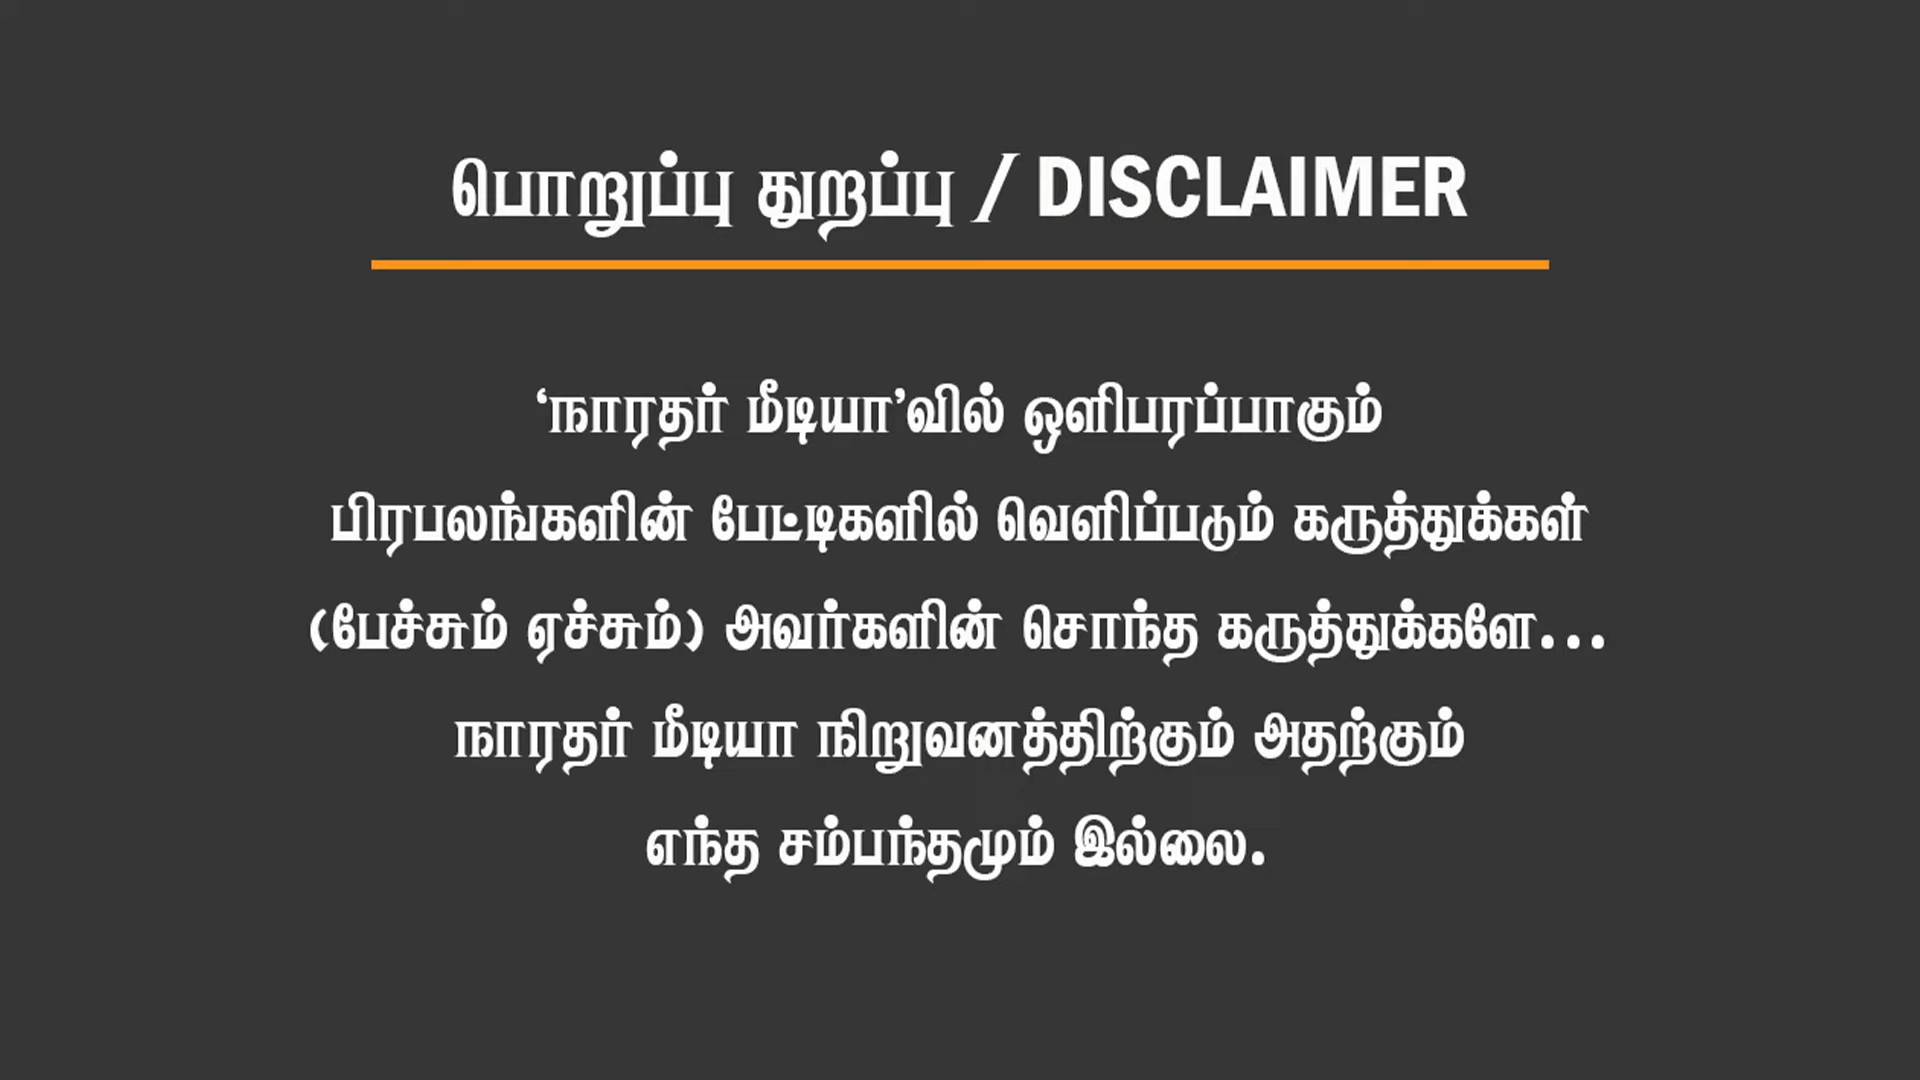 பொறுப்பு துறப்பு / DISCLAIMER
‘நாரதர் மீடியா’வில் ஒளிபரப்பாகும்
பிரபலங்களின் பேட்டிகளில் வெளிப்படும் கருத்துக்கள்
(பேச்சும் ஏச்சும்) அவர்களின் சொந்த கருத்துக்களே...
நாரதர் மீடியா நிறுவனத்திற்கும் அதற்கும்
எந்த சம்பந்தமும் இல்லை.